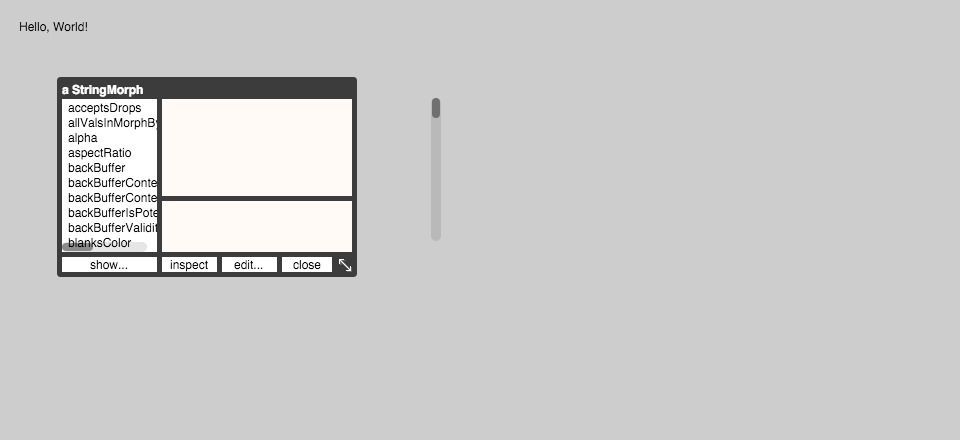 Hello, World!
a StringMorph
acceptsDrops
allValsInMorphBy
alpha
aspectRatio
backBuffer
backBufferConte
backBufferConte
backBufferIsPote
backBufferValidit
blanksColor
show...
inspect
edit...
close